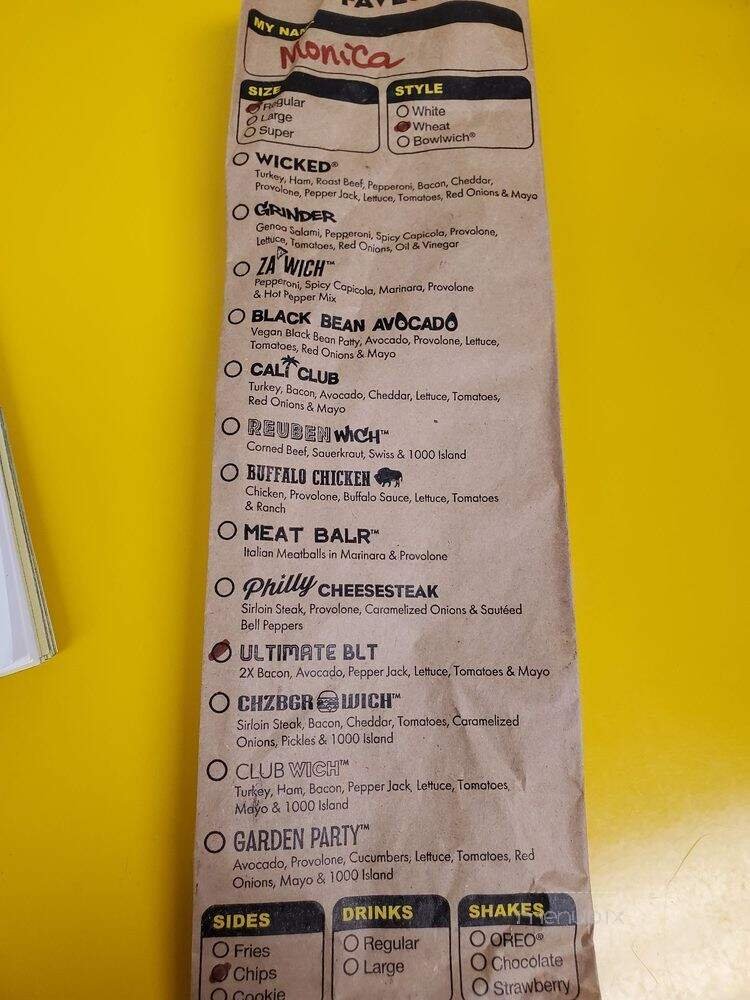 MY NA
Monica
SIZE
Regular
Large
Super
STYLE
White
Wheat
Bowlwich®
WICKED®
Turkey, Ham, Roast Beef, Pepperoni, Bacon, Cheddar,
Provolone, Pepper Jack, Lettuce, Tomatoes, Red Onions & Mayo
GRINDER
Genoa Salami, Pepperoni, Spicy Capicola, Provolone,
Lettuce, Tomatoes, Red Onions, Oil & Vinegar
ZA'WICH™
Pepperoni, Spicy Capicola, Marinara, Provolone
& Hot Pepper Mix
BLACK BEAN AVOCADO
Vegan Black Bean Patty, Avocado, Provolone, Lettuce,
Tomatoes, Red Onions & Mayo
CALI CLUB
Turkey, Bacon, Avocado, Cheddar, Lettuce, Tomatoes,
Red Onions & Mayo
REUBEN WICH™
Corned Beef, Sauerkraut, Swiss & 1000 Island
BUFFALO CHICKEN
Chicken, Provolone, Buffalo Sauce, Lettuce, Tomatoes
& Ranch
MEAT BALR™
Italian Meatballs in Marinara & Provolone
Philly CHEESESTEAK
Sirloin Steak, Provolone, Caramelized Onions & Sautéed
Bell Peppers
ULTIMATE BLT
2X Bacon, Avocado, Pepper Jack, Lettuce, Tomatoes & Mayo
CHZBGR WICH™
Sirloin Steak, Bacon, Cheddar, Tomatoes, Caramelized
Onions, Pickles & 1000 Island
CLUB WICH™
Turkey, Ham, Bacon, Pepper Jack, Lettuce, Tomatoes,
Mayo & 1000 Island
GARDEN PARTY™
Avocado, Provolone, Cucumbers, Lettuce, Tomatoes, Red
Onions, Mayo & 1000 Island
SIDES
Fries
Chips
Cookie
DRINKS
Regular
Large
SHAKES
OREO®
Chocolate
Strawberry
menupix